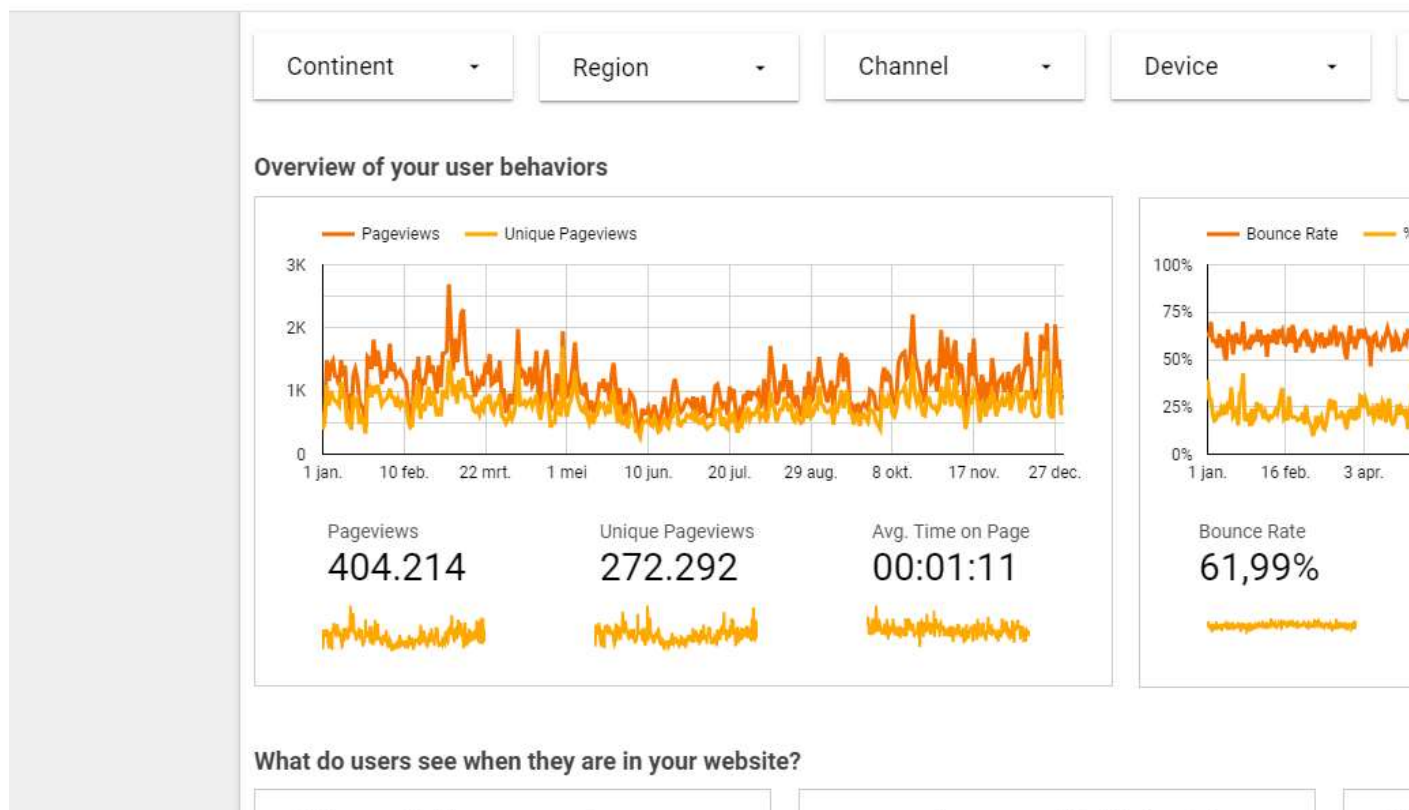 Continent
Region
Channel
Device
Overview of your user behaviors
Pageviews Unique Pageviews
3K
2K
1K
0
1 jan. 10 feb. 22 mrt. 1 mei 10 jun. 20 jul. 29 aug. 8 okt. 17 nov. 27 dec.
Pageviews
404.214
Unique Pageviews
272.292
Avg. Time on Page
00:01:11
Bounce Rate %
100%
75%
50%
25%
0%
1 jan. 16 feb. 3 apr.
Bounce Rate
61,99%
What do users see when they are in your website?